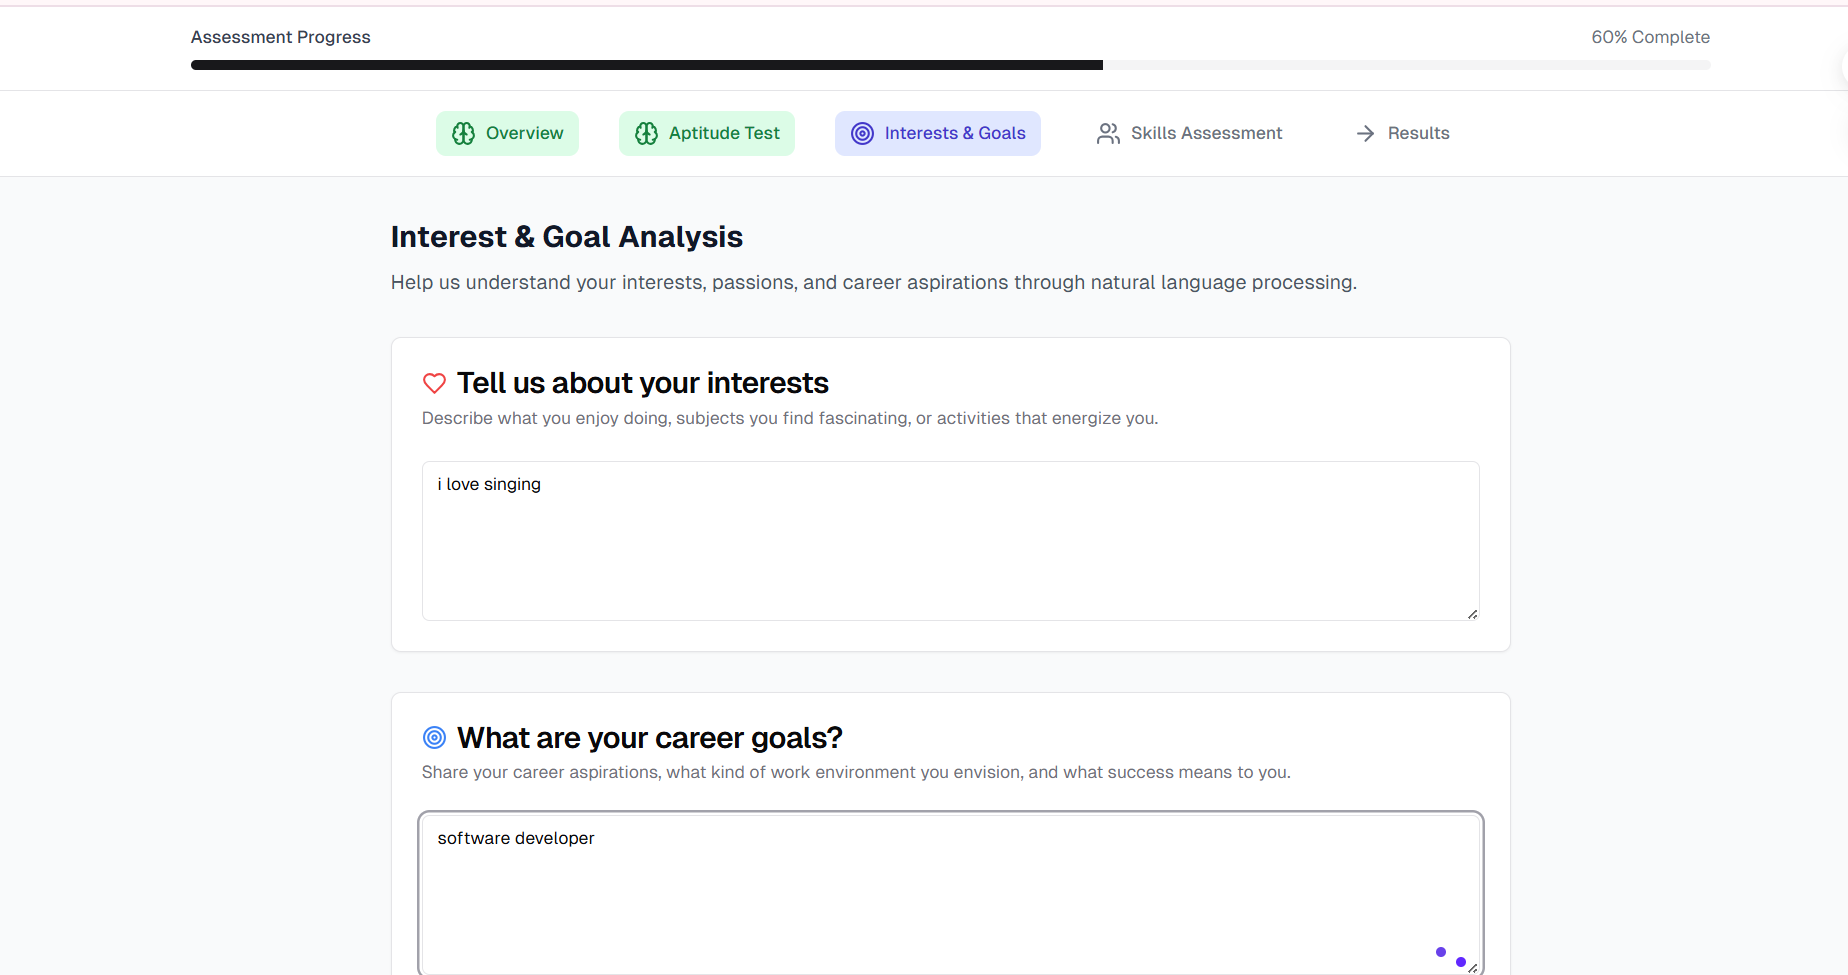 Assessment Progress
60% Complete
Overview
Aptitude Test
Interests & Goals
Skills Assessment
Results
Interest & Goal Analysis
Help us understand your interests, passions, and career aspirations through natural language processing.
Tell us about your interests
Describe what you enjoy doing, subjects you find fascinating, or activities that energize you.
i love singing
What are your career goals?
Share your career aspirations, what kind of work environment you envision, and what success means to you.
software developer